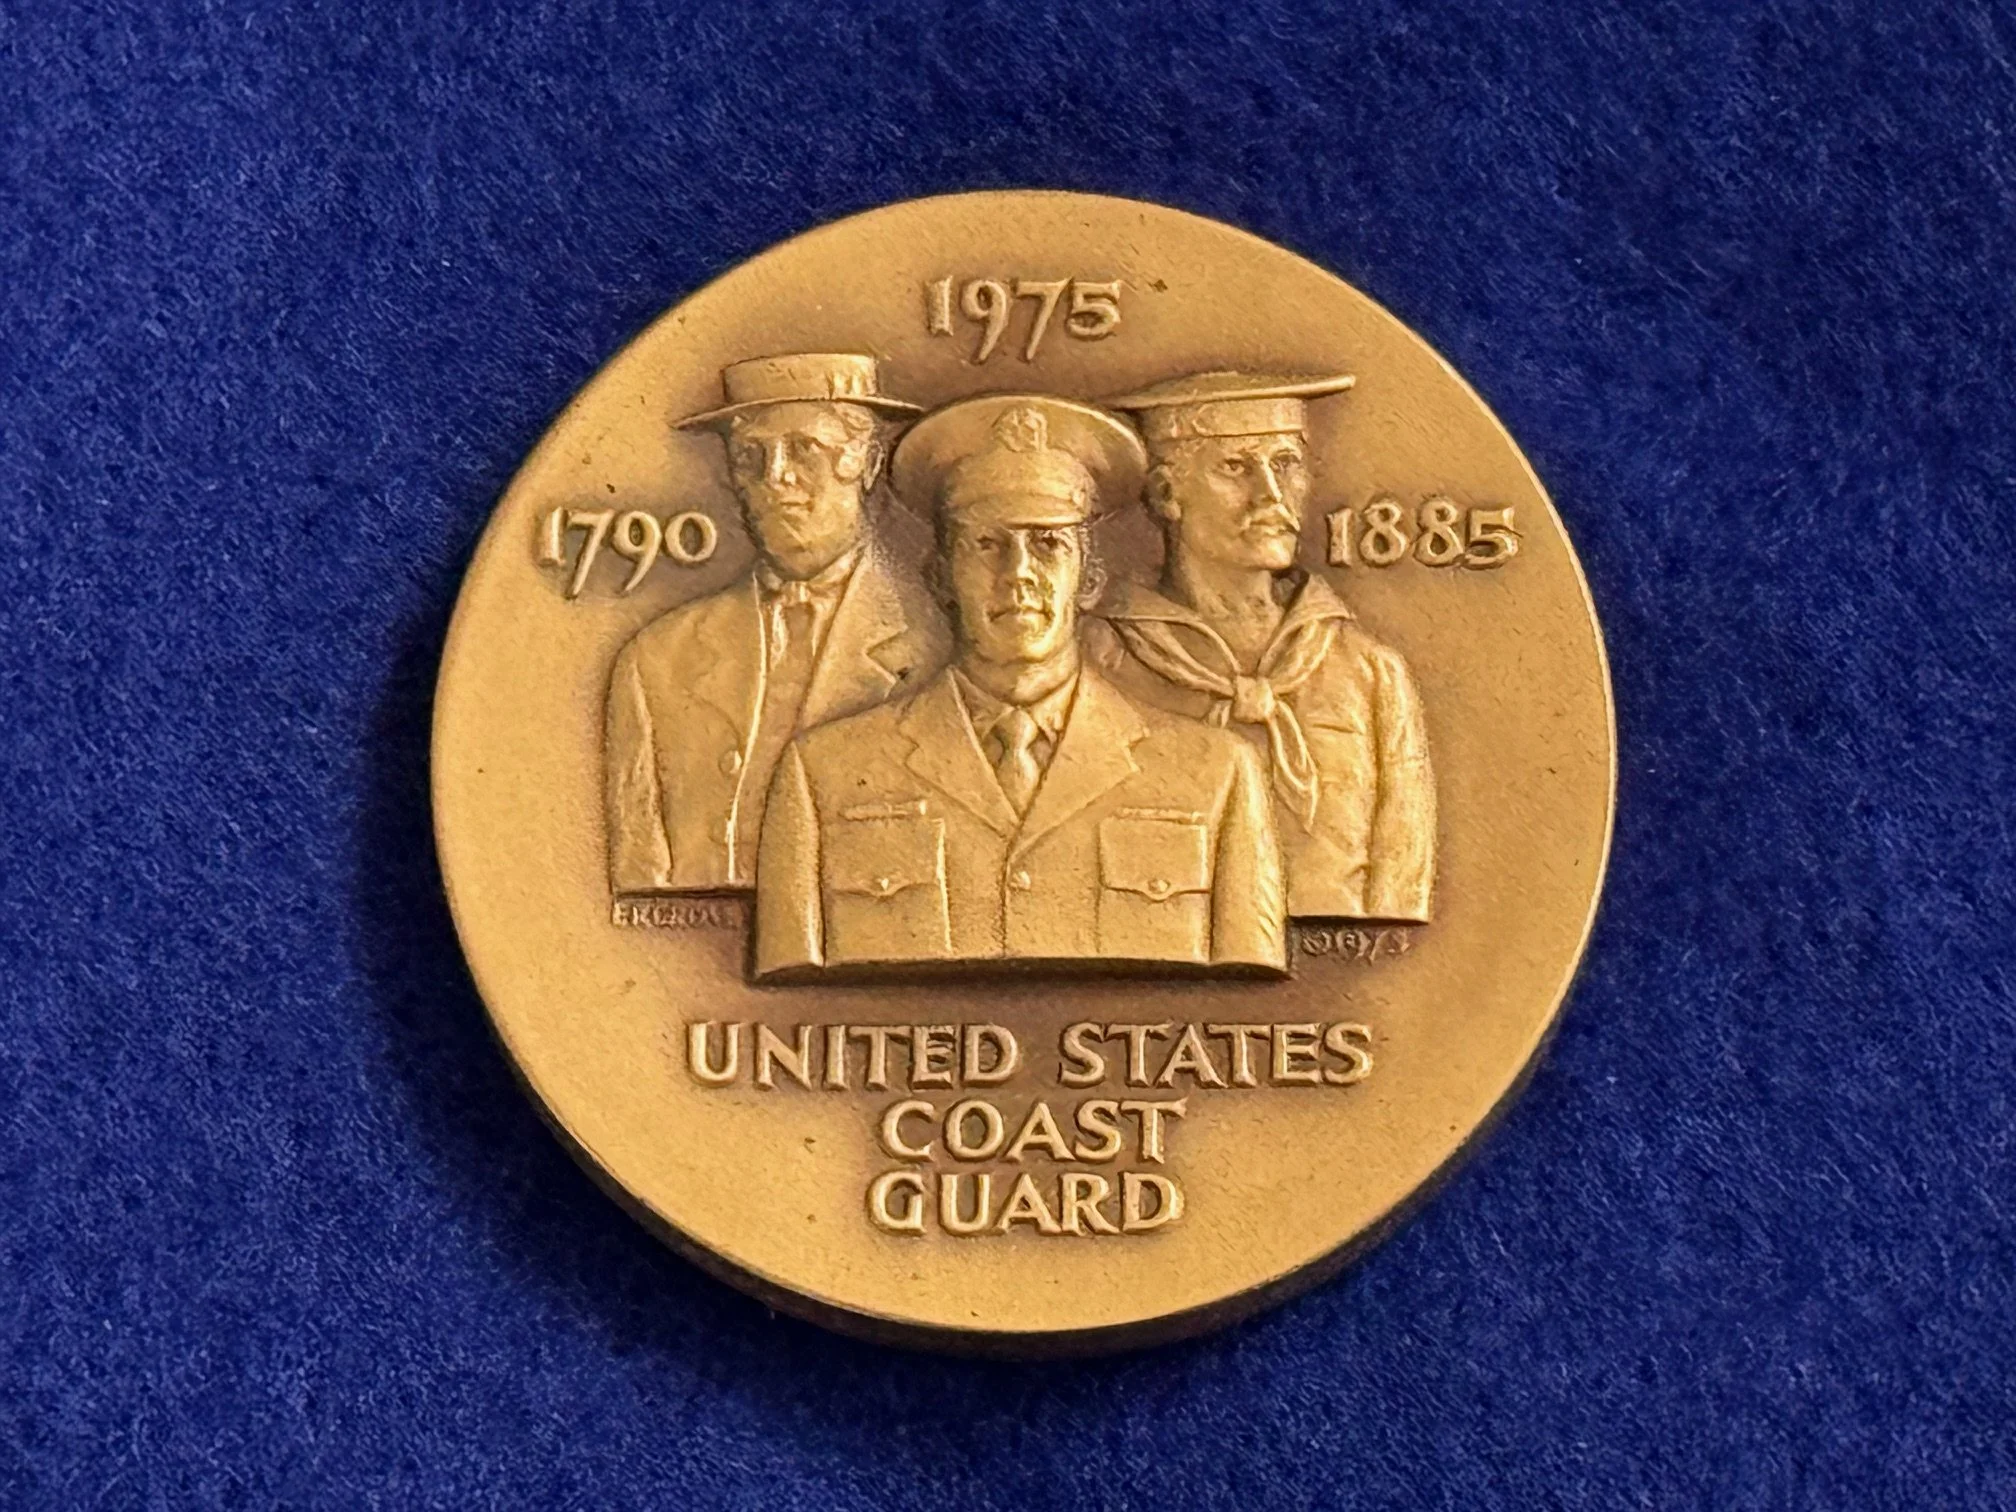 1975
1790
1885
UNITED STATES
COAST
GUARD